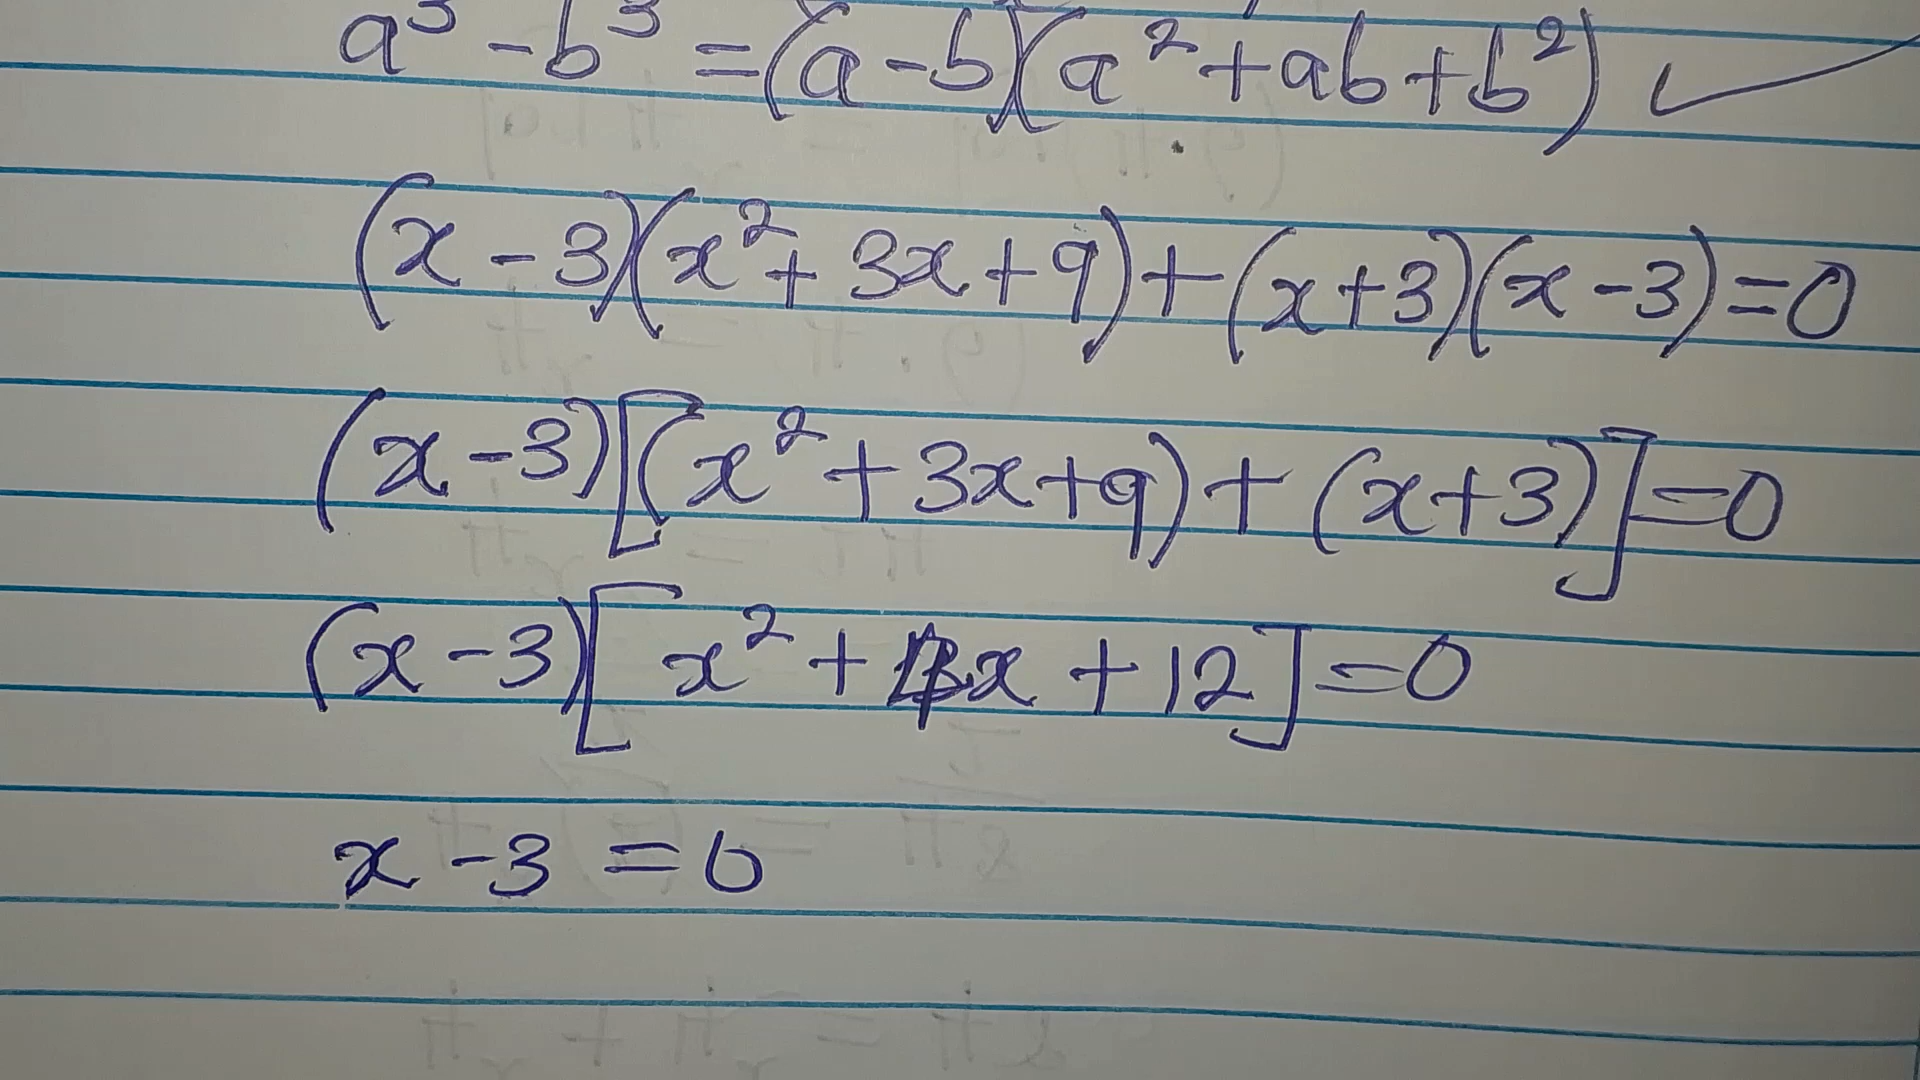 a³ - b³ = (a-b)(a² + ab + b²) ✓
(x - 3)(x² + 3x + 9) + (x+3)(x-3) = 0
(x - 3)[(x² + 3x + 9) + (x+3)] = 0
(x - 3)[x² + 4x + 12] = 0
x - 3 = 0